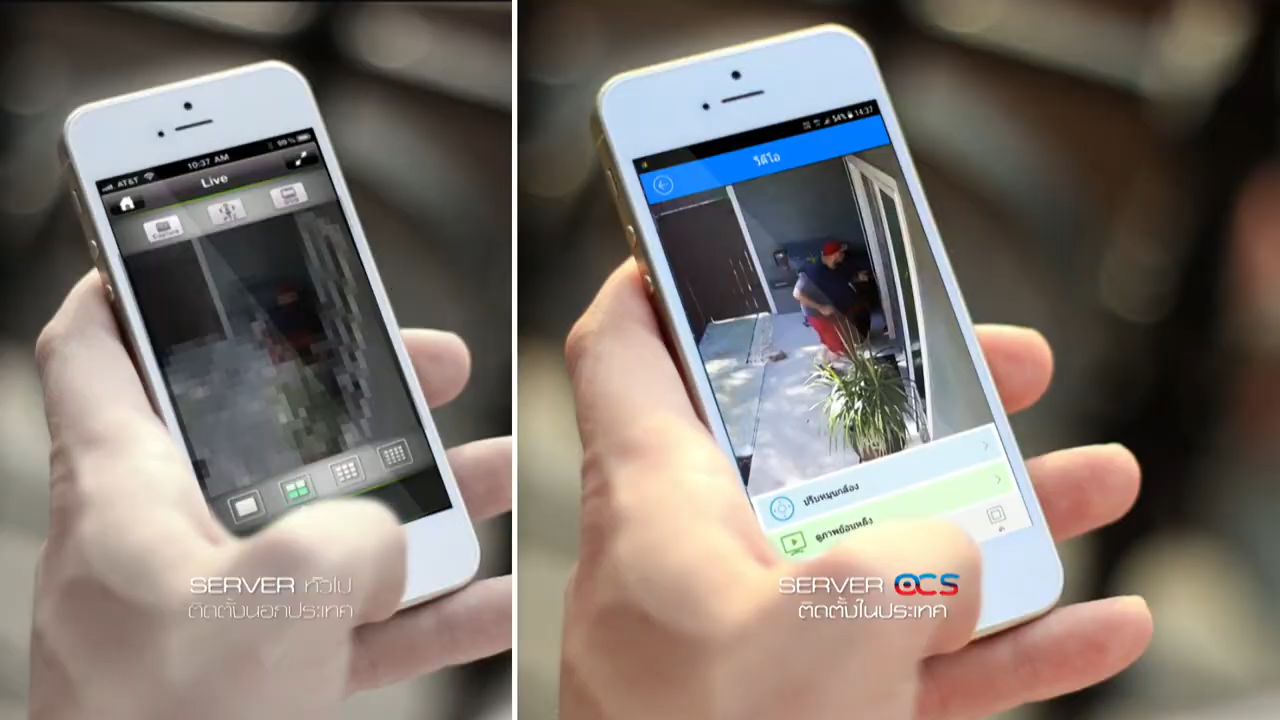 AT&T
10:37 AM
99%
Live
SERVER ทั่วไป
ติดตั้งนอกประเทศ
54% 14:37
วิดีโอ
ปรับหมุนกล้อง
ดูภาพย้อนหลัง
SERVER OCS
ติดตั้งในประเทศ